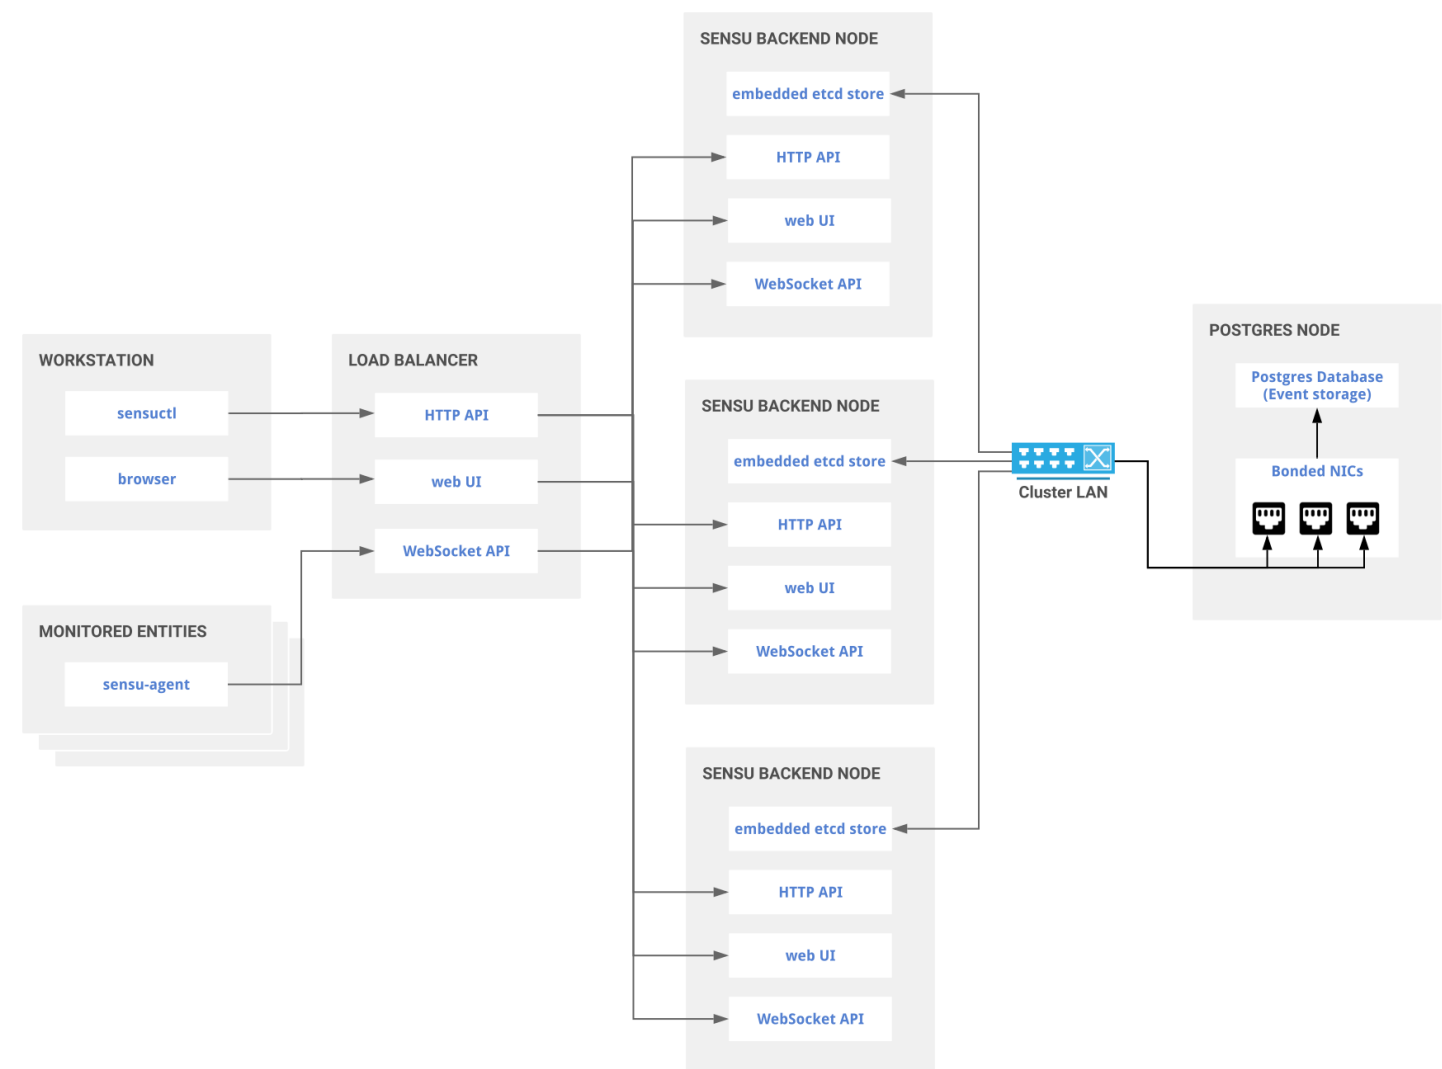 WORKSTATION
sensuctl
browser
MONITORED ENTITIES
sensu-agent
LOAD BALANCER
HTTP API
web UI
WebSocket API
SENSU BACKEND NODE
embedded etcd store
HTTP API
web UI
WebSocket API
SENSU BACKEND NODE
embedded etcd store
HTTP API
web UI
WebSocket API
SENSU BACKEND NODE
embedded etcd store
HTTP API
web UI
WebSocket API
Cluster LAN
POSTGRES NODE
Postgres Database
(Event storage)
Bonded NICs